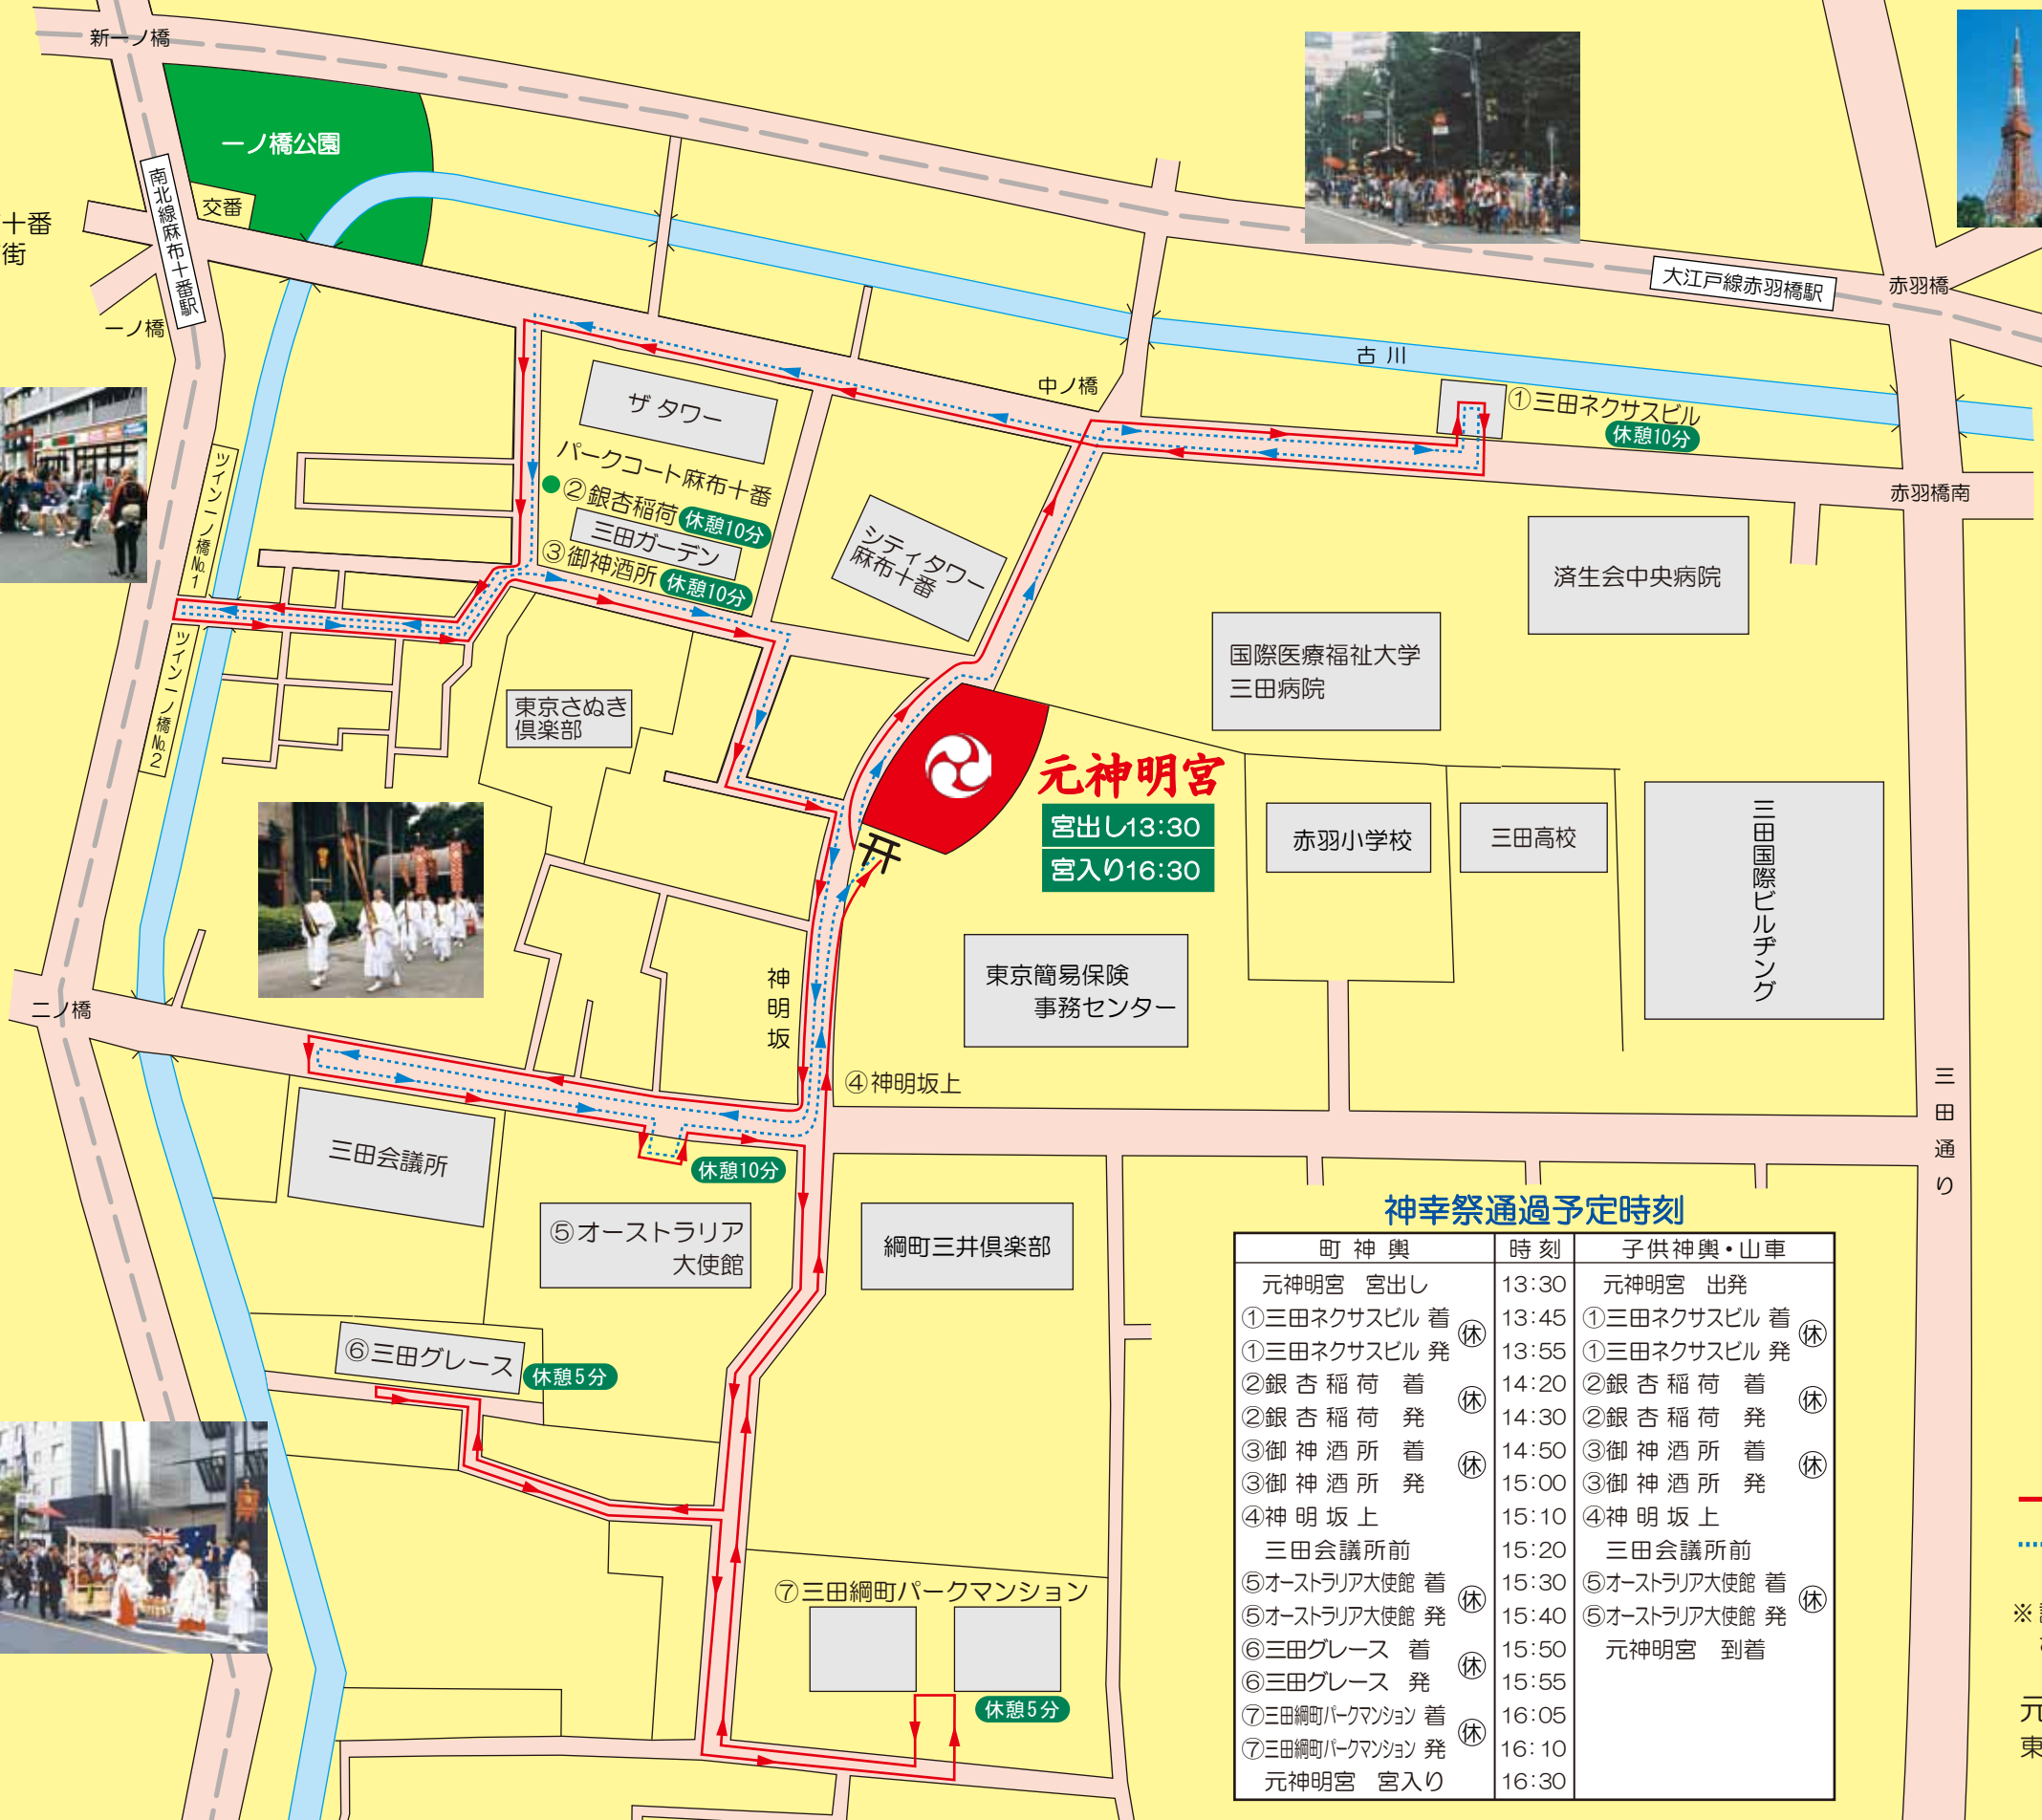 新一ノ橋
一ノ橋公園
交番
南北線麻布十番駅
十番
街
一ノ橋
大江戸線赤羽橋駅
赤羽橋
古川
中ノ橋
①三田ネクサスビル
休憩10分
赤羽橋南
ザ タワー
パークコート麻布十番
②銀杏稲荷
休憩10分
三田ガーデン
③御神酒所
休憩10分
シティタワー
麻布十番
ツイン一ノ橋No.1
ツイン一ノ橋No.2
済生会中央病院
国際医療福祉大学
三田病院
東京さぬき
倶楽部
元神明宮
宮出し13:30
宮入り16:30
赤羽小学校
三田高校
三田国際ビルヂング
東京簡易保険
事務センター
神明坂
二ノ橋
④神明坂上
三田通り
三田会議所
休憩10分
⑤オーストラリア
大使館
綱町三井倶楽部
⑥三田グレース
休憩5分
⑦三田綱町パークマンション
休憩5分
神幸祭通過予定時刻
町神輿 時刻 子供神輿・山車
元神明宮 宮出し 13:30 元神明宮 出発
①三田ネクサスビル 着 13:45 ①三田ネクサスビル 着
休 休
①三田ネクサスビル 発 13:55 ①三田ネクサスビル 発
②銀杏稲荷 着 14:20 ②銀杏稲荷 着
休 休
②銀杏稲荷 発 14:30 ②銀杏稲荷 発
③御神酒所 着 14:50 ③御神酒所 着
休 休
③御神酒所 発 15:00 ③御神酒所 発
④神明坂上 15:10 ④神明坂上
三田会議所前 15:20 三田会議所前
⑤オーストラリア大使館 着 15:30 ⑤オーストラリア大使館 着
休 休
⑤オーストラリア大使館 発 15:40 ⑤オーストラリア大使館 発
⑥三田グレース 着 15:50 元神明宮 到着
休
⑥三田グレース 発 15:55
⑦三田綱町パークマンション 着 16:05
休
⑦三田綱町パークマンション 発 16:10
元神明宮 宮入り 16:30
※
元
東